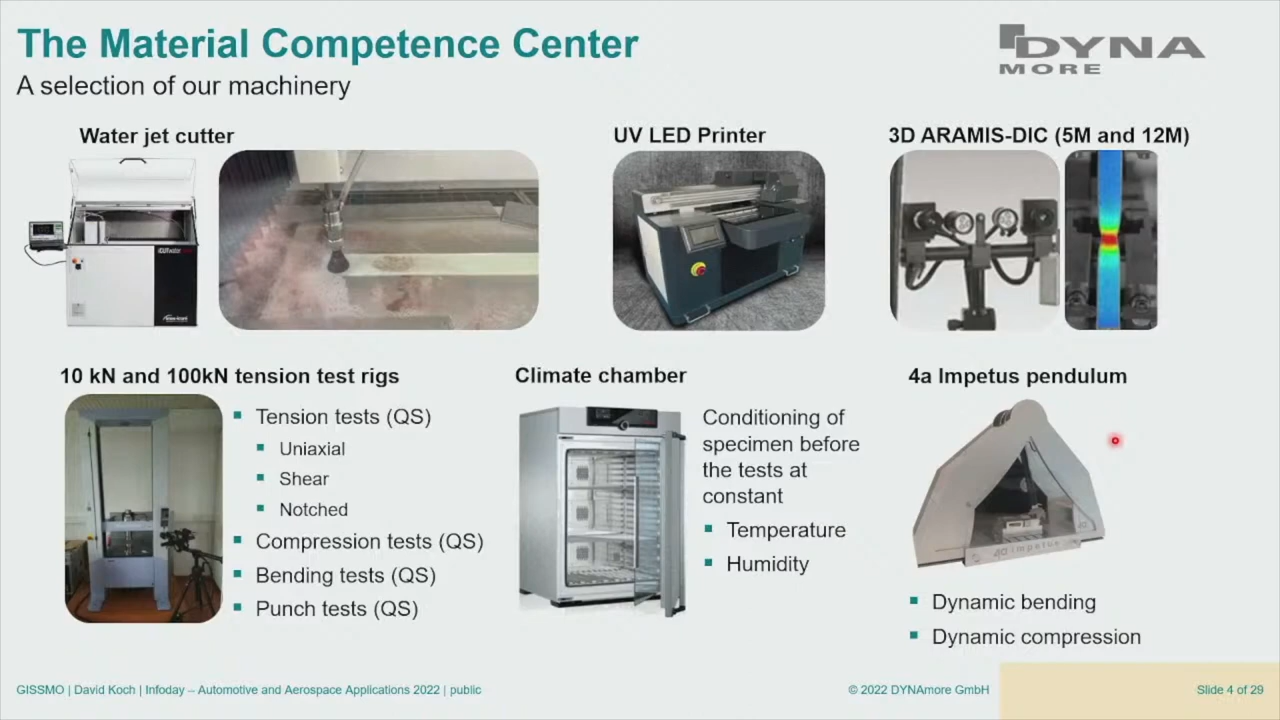 The Material Competence Center
A selection of our machinery
DYNA
MORE
Water jet cutter
UV LED Printer
3D ARAMIS-DIC (5M and 12M)
10 kN and 100kN tension test rigs
Tension tests (QS)
Uniaxial
Shear
Notched
Compression tests (QS)
Bending tests (QS)
Punch tests (QS)
Climate chamber
Conditioning of
specimen before
the tests at
constant
Temperature
Humidity
4a Impetus pendulum
4a impetus
Dynamic bending
Dynamic compression
GISSMO | David Koch | Infoday – Automotive and Aerospace Applications 2022 | public
© 2022 DYNAmore GmbH
Slide 4 of 29